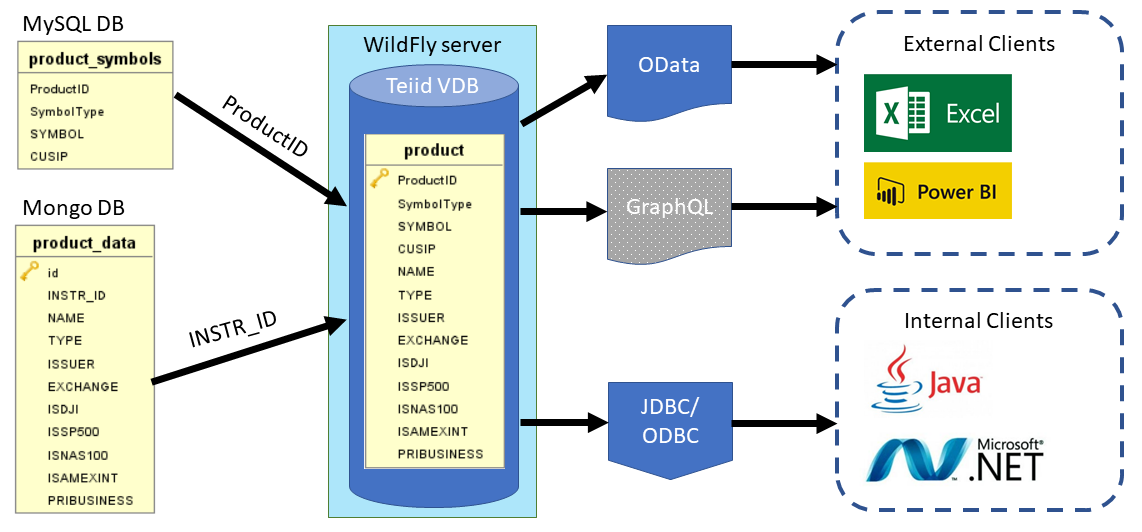 MySQL DB
product_symbols
ProductID
SymbolType
SYMBOL
CUSIP
Mongo DB
product_data
id
INSTR_ID
NAME
TYPE
ISSUER
EXCHANGE
ISDJI
ISSP500
ISNAS100
ISAMEXINT
PRIBUSINESS
ProductID
INSTR_ID
WildFly server
Teiid VDB
product
ProductID
SymbolType
SYMBOL
CUSIP
NAME
TYPE
ISSUER
EXCHANGE
ISDJI
ISSP500
ISNAS100
ISAMEXINT
PRIBUSINESS
OData
GraphQL
JDBC/
ODBC
External Clients
X
Excel
Power BI
Internal Clients
Java™
Microsoft®
.NET
™